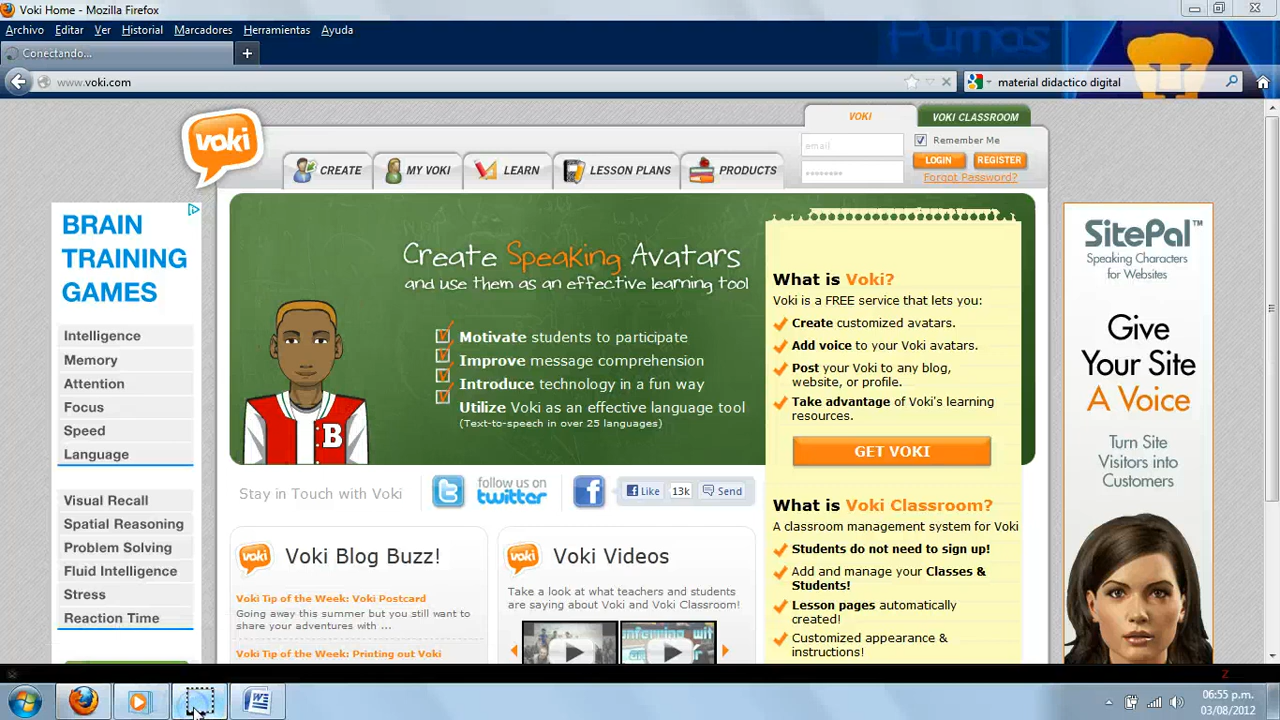 Voki Home - Mozilla Firefox
Archivo Editar Ver Historial Marcadores Herramientas Ayuda
Pumas
Conectando...
www.voki.com
material didactico digital
voki
VOKI
VOKI CLASSROOM
email
Remember Me
LOGIN REGISTER
Forgot Password?
CREATE MY VOKI LEARN LESSON PLANS PRODUCTS
BRAIN
TRAINING
GAMES
Intelligence
Memory
Attention
Focus
Speed
Language
Visual Recall
Spatial Reasoning
Problem Solving
Fluid Intelligence
Stress
Reaction Time
Create Speaking Avatars
and use them as an effective learning tool
Motivate students to participate
Improve message comprehension
Introduce technology in a fun way
Utilize Voki as an effective language tool
(Text-to-speech in over 25 languages)
B
What is Voki?
Voki is a FREE service that lets you:
Create customized avatars.
Add voice to your Voki avatars.
Post your Voki to any blog,
website, or profile.
Take advantage of Voki's learning
resources.
GET VOKI
What is Voki Classroom?
A classroom management system for Voki
Students do not need to sign up!
Add and manage your Classes &
Students!
Lesson pages automatically
created!
Customized appearance &
instructions!
SitePal™
Speaking Characters
for Websites
Give
Your Site
A Voice
Turn Site
Visitors into
Customers
Stay in Touch with Voki
follow us on
twitter
Like 13k Send
voki
Voki Blog Buzz!
Voki Tip of the Week: Voki Postcard
Going away this summer but you still want to
share your adventures with ...
Voki Tip of the Week: Printing out Voki
voki
Voki Videos
Take a look at what teachers and students
are saying about Voki and Voki Classroom!
Z
06:55 p.m.
03/08/2012